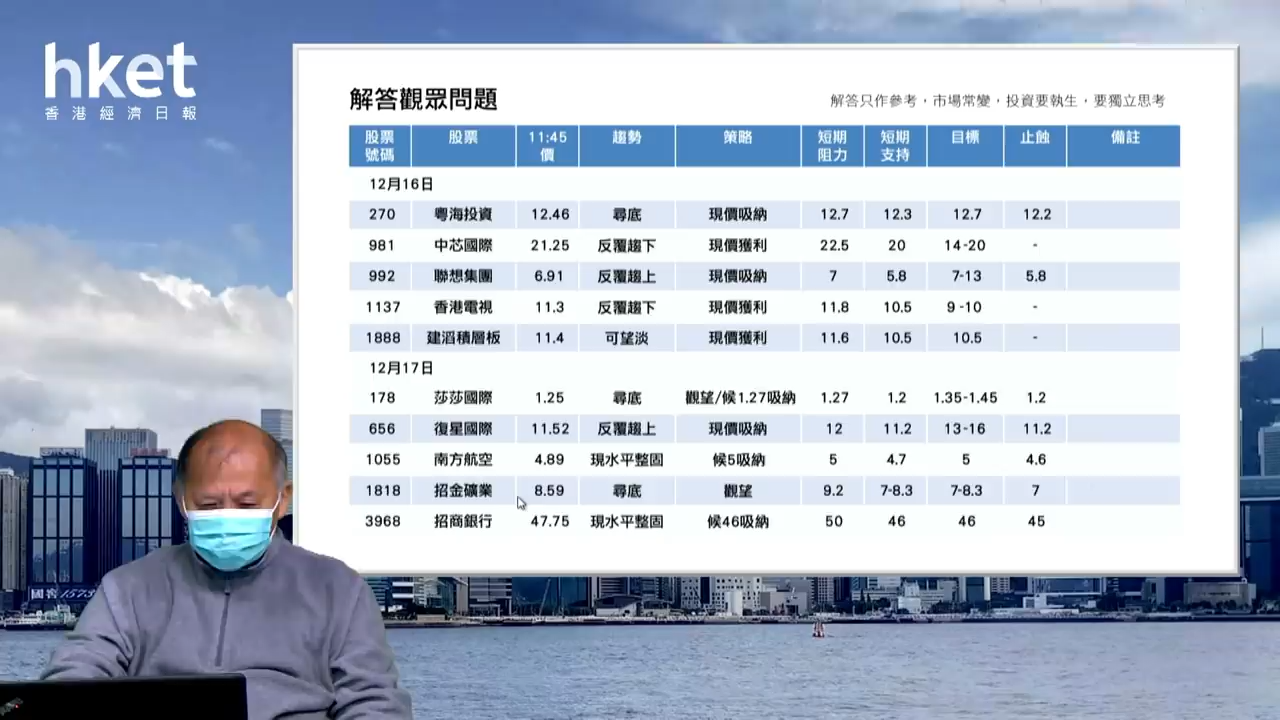 hket
香港經濟日報
解答觀眾問題
解答只作參考，市場常變，投資要執生，要獨立思考
股票號碼 股票 11:45價 趨勢 策略 短期阻力 短期支持 目標 止蝕 備註
12月16日
270 粵海投資 12.46 尋底 現價吸納 12.7 12.3 12.7 12.2
981 中芯國際 21.25 反覆趨下 現價獲利 22.5 20 14-20 -
992 聯想集團 6.91 反覆趨上 現價吸納 7 5.8 7-13 5.8
1137 香港電視 11.3 反覆趨下 現價獲利 11.8 10.5 9 -10 -
1888 建滔積層板 11.4 可望淡 現價獲利 11.6 10.5 10.5 -
12月17日
178 莎莎國際 1.25 尋底 觀望/候1.27吸納 1.27 1.2 1.35-1.45 1.2
656 復星國際 11.52 反覆趨上 現價吸納 12 11.2 13-16 11.2
1055 南方航空 4.89 現水平整固 候5吸納 5 4.7 5 4.6
1818 招金礦業 8.59 尋底 觀望 9.2 7-8.3 7-8.3 7
3968 招商銀行 47.75 現水平整固 候46吸納 50 46 46 45
國窖 1573